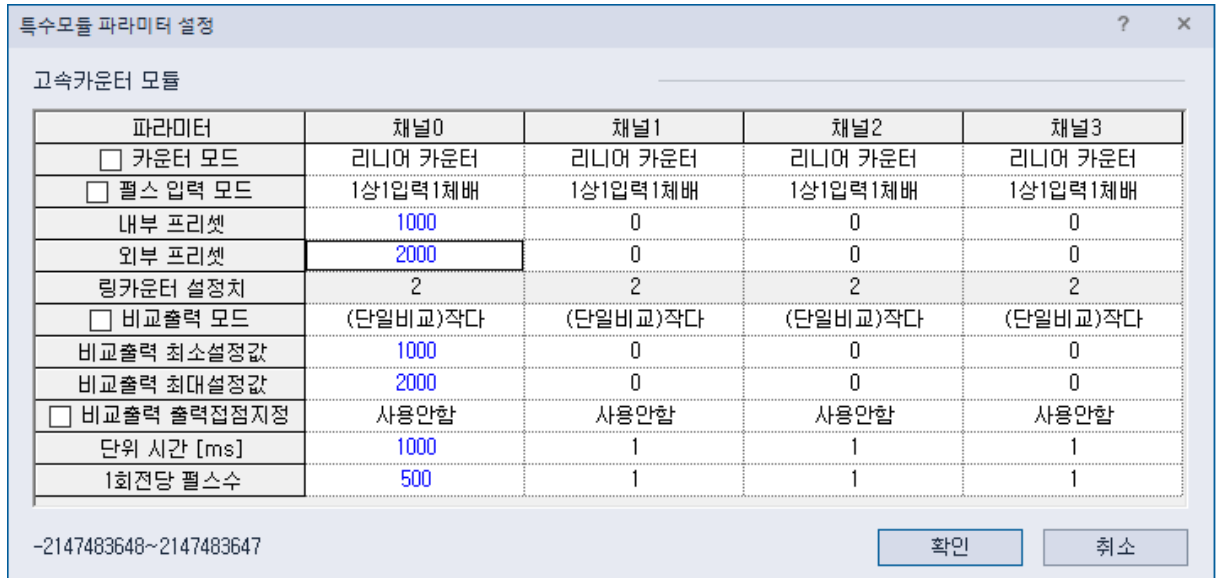 특수모듈 파라미터 설정 ? ×
고속카운터 모듈
파라미터 채널0 채널1 채널2 채널3
카운터 모드 리니어 카운터 리니어 카운터 리니어 카운터 리니어 카운터
펄스 입력 모드 1상1입력1체배 1상1입력1체배 1상1입력1체배 1상1입력1체배
내부 프리셋 1000 0 0 0
외부 프리셋 2000 0 0 0
링카운터 설정치 2 2 2 2
비교출력 모드 (단일비교)작다 (단일비교)작다 (단일비교)작다 (단일비교)작다
비교출력 최소설정값 1000 0 0 0
비교출력 최대설정값 2000 0 0 0
비교출력 출력접점지정 사용안함 사용안함 사용안함 사용안함
단위 시간 [ms] 1000 1 1 1
1회전당 펄스수 500 1 1 1
-2147483648~2147483647 확인 취소